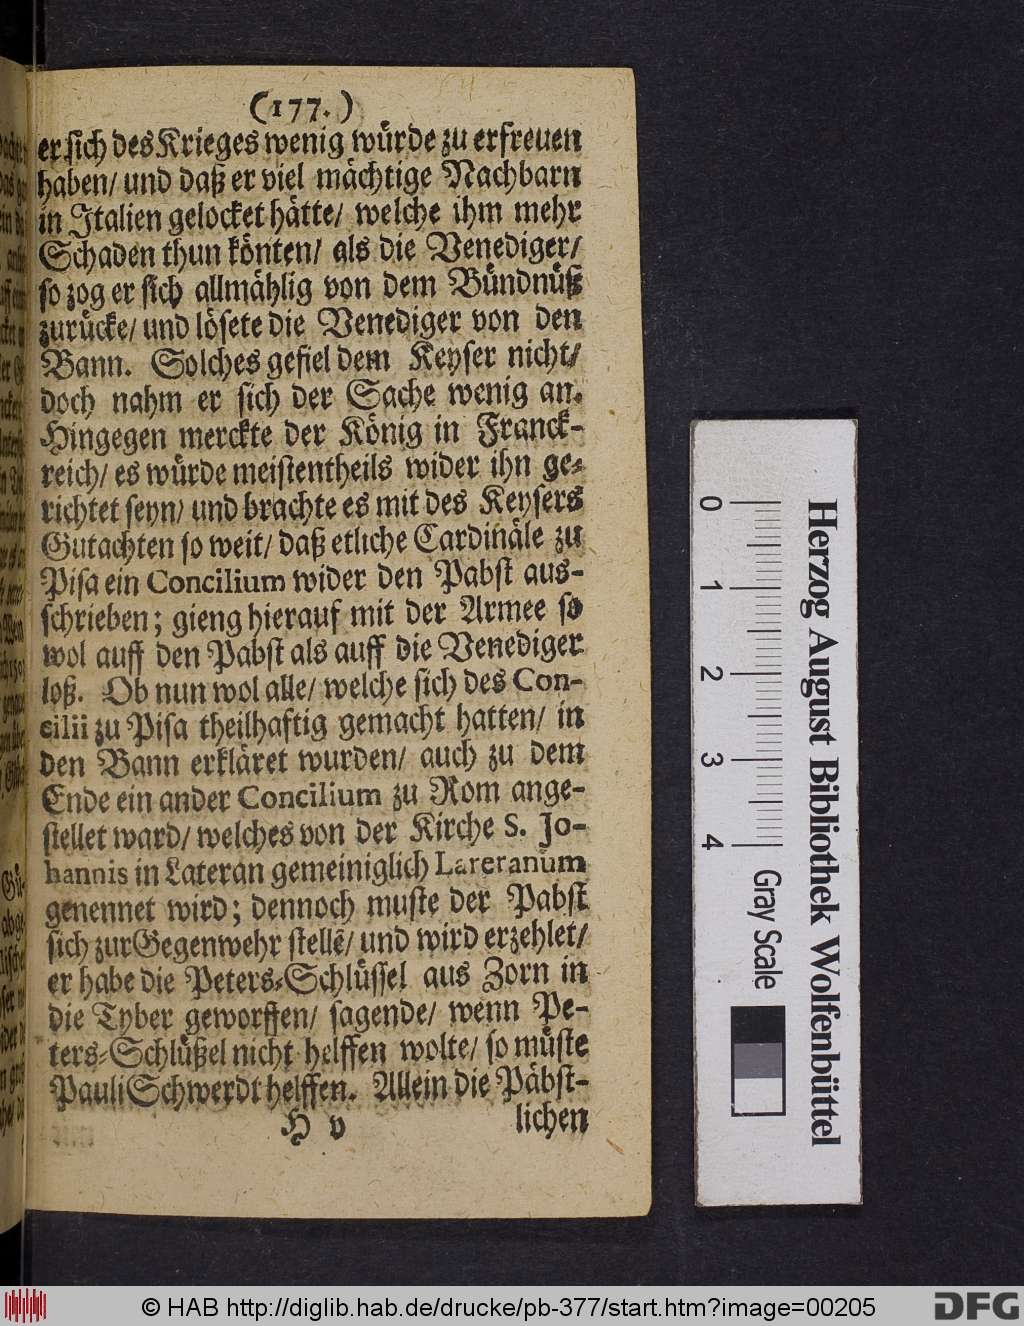 (177.)
er sich des Krieges wenig würde zu erfreuen
haben/ und daß er viel mächtige Nachbarn
in Italien gelocket hätte/ welche ihm mehr
Schaden thun könten/ als die Venediger/
so zog er sich allmählig von dem Bündnüß
zurücke/ und lösete die Venediger von den
Bann. Solches gefiel dem Keyser nicht/
doch nahm er sich der Sache wenig an.
Hingegen merckte der König in Franck-
reich/ es würde meistentheils wider ihn ge-
richtet seyn/ und brachte es mit des Keysers
Gutachten so weit/ daß etliche Cardinäle zu
Pisa ein Concilium wider den Pabst aus-
schrieben; gieng hierauf mit der Armee so
wol auff den Pabst als auff die Venediger
loß. Ob nun wol alle/ welche sich des Con-
cilii zu Pisa theilhaftig gemacht hatten/ in
den Bann erkläret wurden/ auch zu dem
Ende ein ander Concilium zu Rom ange-
stellet ward/ welches von der Kirche S. Jo-
hannis in Lateran gemeiniglich Lareranum
genennet wird; dennoch muste der Pabst
sich zur Gegenwehr stellē/ und wird erzehlet/
er habe die Peters-Schlüssel aus Zorn in
die Tyber geworffen/ sagende/ wenn Pe-
ters-Schlüßel nicht helffen wolte/ so müste
Pauli Schwerdt helffen. Allein die Päbst-
H v lichen
0 1 2 3 4
Gray Scale
Herzog August Bibliothek Wolfenbüttel
© HAB http://diglib.hab.de/drucke/pb-377/start.htm?image=00205
DFG